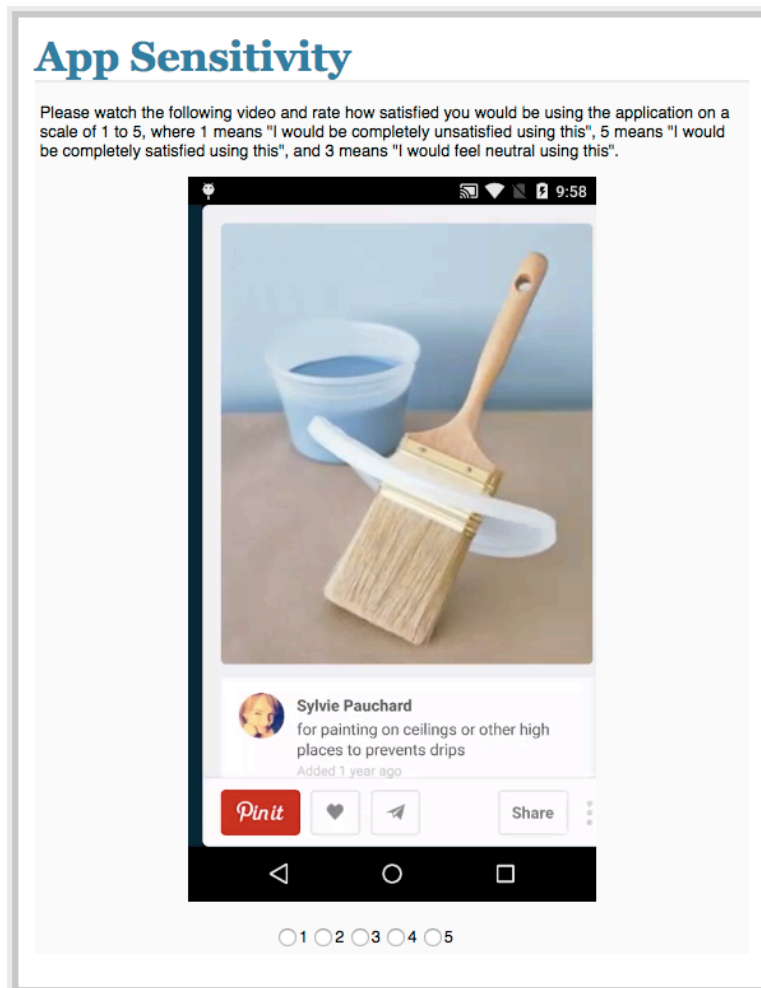 App Sensitivity
Please watch the following video and rate how satisfied you would be using the application on a
scale of 1 to 5, where 1 means "I would be completely unsatisfied using this", 5 means "I would
be completely satisfied using this", and 3 means "I would feel neutral using this".
9:58
Sylvie Pauchard
for painting on ceilings or other high
places to prevents drips
Added 1 year ago
Pin it Share
1 2 3 4 5